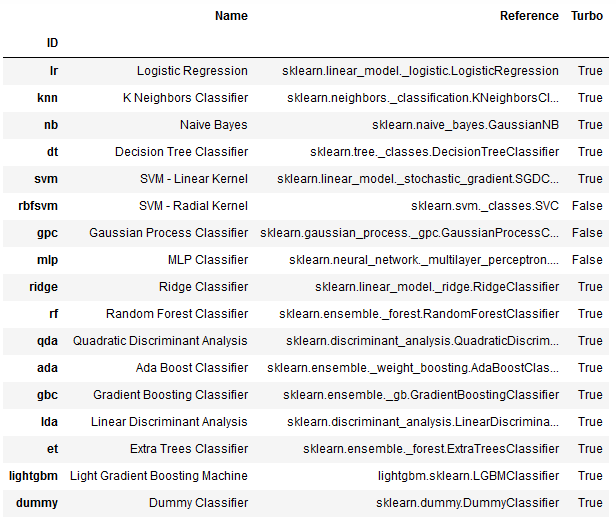 Name Reference Turbo
ID
lr Logistic Regression sklearn.linear_model._logistic.LogisticRegression True
knn K Neighbors Classifier sklearn.neighbors._classification.KNeighborsCl... True
nb Naive Bayes sklearn.naive_bayes.GaussianNB True
dt Decision Tree Classifier sklearn.tree._classes.DecisionTreeClassifier True
svm SVM - Linear Kernel sklearn.linear_model._stochastic_gradient.SGDC... True
rbfsvm SVM - Radial Kernel sklearn.svm._classes.SVC False
gpc Gaussian Process Classifier sklearn.gaussian_process._gpc.GaussianProcessC... False
mlp MLP Classifier sklearn.neural_network._multilayer_perceptron.... False
ridge Ridge Classifier sklearn.linear_model._ridge.RidgeClassifier True
rf Random Forest Classifier sklearn.ensemble._forest.RandomForestClassifier True
qda Quadratic Discriminant Analysis sklearn.discriminant_analysis.QuadraticDiscrim... True
ada Ada Boost Classifier sklearn.ensemble._weight_boosting.AdaBoostClas... True
gbc Gradient Boosting Classifier sklearn.ensemble._gb.GradientBoostingClassifier True
lda Linear Discriminant Analysis sklearn.discriminant_analysis.LinearDiscrimina... True
et Extra Trees Classifier sklearn.ensemble._forest.ExtraTreesClassifier True
lightgbm Light Gradient Boosting Machine lightgbm.sklearn.LGBMClassifier True
dummy Dummy Classifier sklearn.dummy.DummyClassifier True